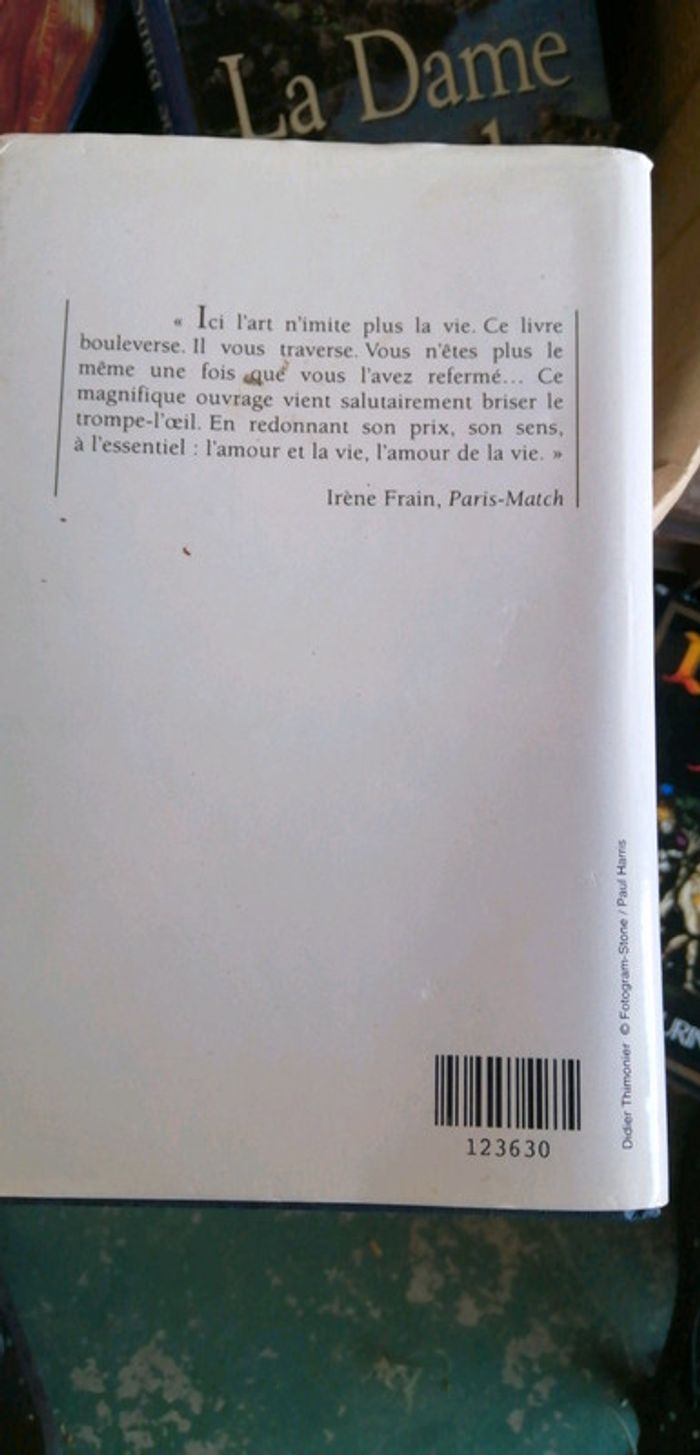 La Dame
« Ici l'art n'imite plus la vie. Ce livre
bouleverse. Il vous traverse. Vous n'êtes plus le
même une fois que vous l'avez refermé... Ce
magnifique ouvrage vient salutairement briser le
trompe-l'œil. En redonnant son prix, son sens,
à l'essentiel : l'amour et la vie, l'amour de la vie. »
Irène Frain, Paris-Match
Didier Thimonier © Fotogram-Stone / Paul Harris
123630